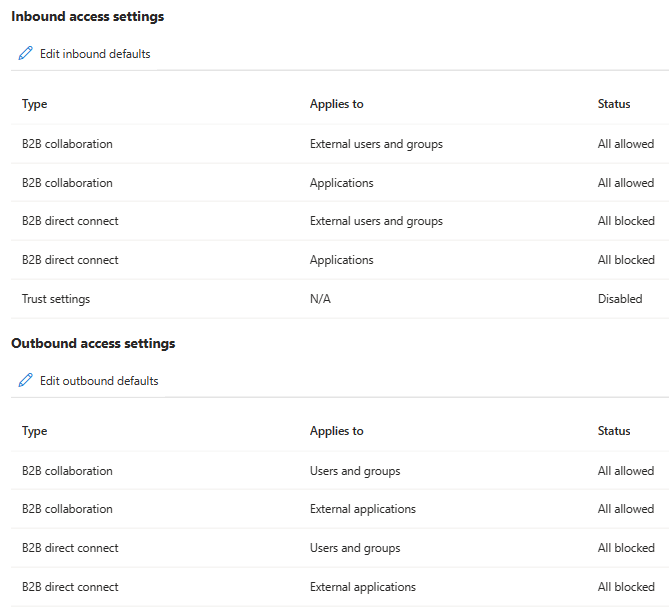 Inbound access settings
Edit inbound defaults
Type Applies to Status
B2B collaboration External users and groups All allowed
B2B collaboration Applications All allowed
B2B direct connect External users and groups All blocked
B2B direct connect Applications All blocked
Trust settings N/A Disabled
Outbound access settings
Edit outbound defaults
Type Applies to Status
B2B collaboration Users and groups All allowed
B2B collaboration External applications All allowed
B2B direct connect Users and groups All blocked
B2B direct connect External applications All blocked